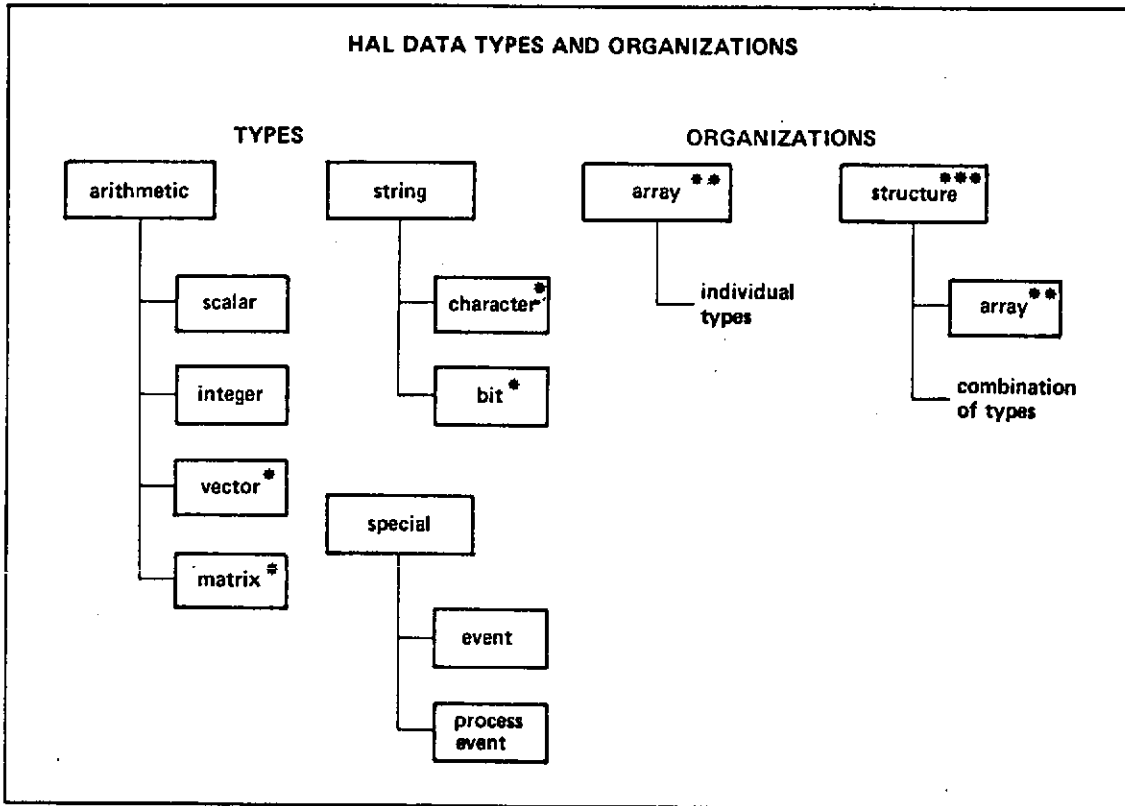 HAL DATA TYPES AND ORGANIZATIONS
TYPES
arithmetic
scalar
integer
vector *
matrix *
string
character *
bit *
special
event
process
event
ORGANIZATIONS
array **
individual
types
structure ***
array **
combination
of types